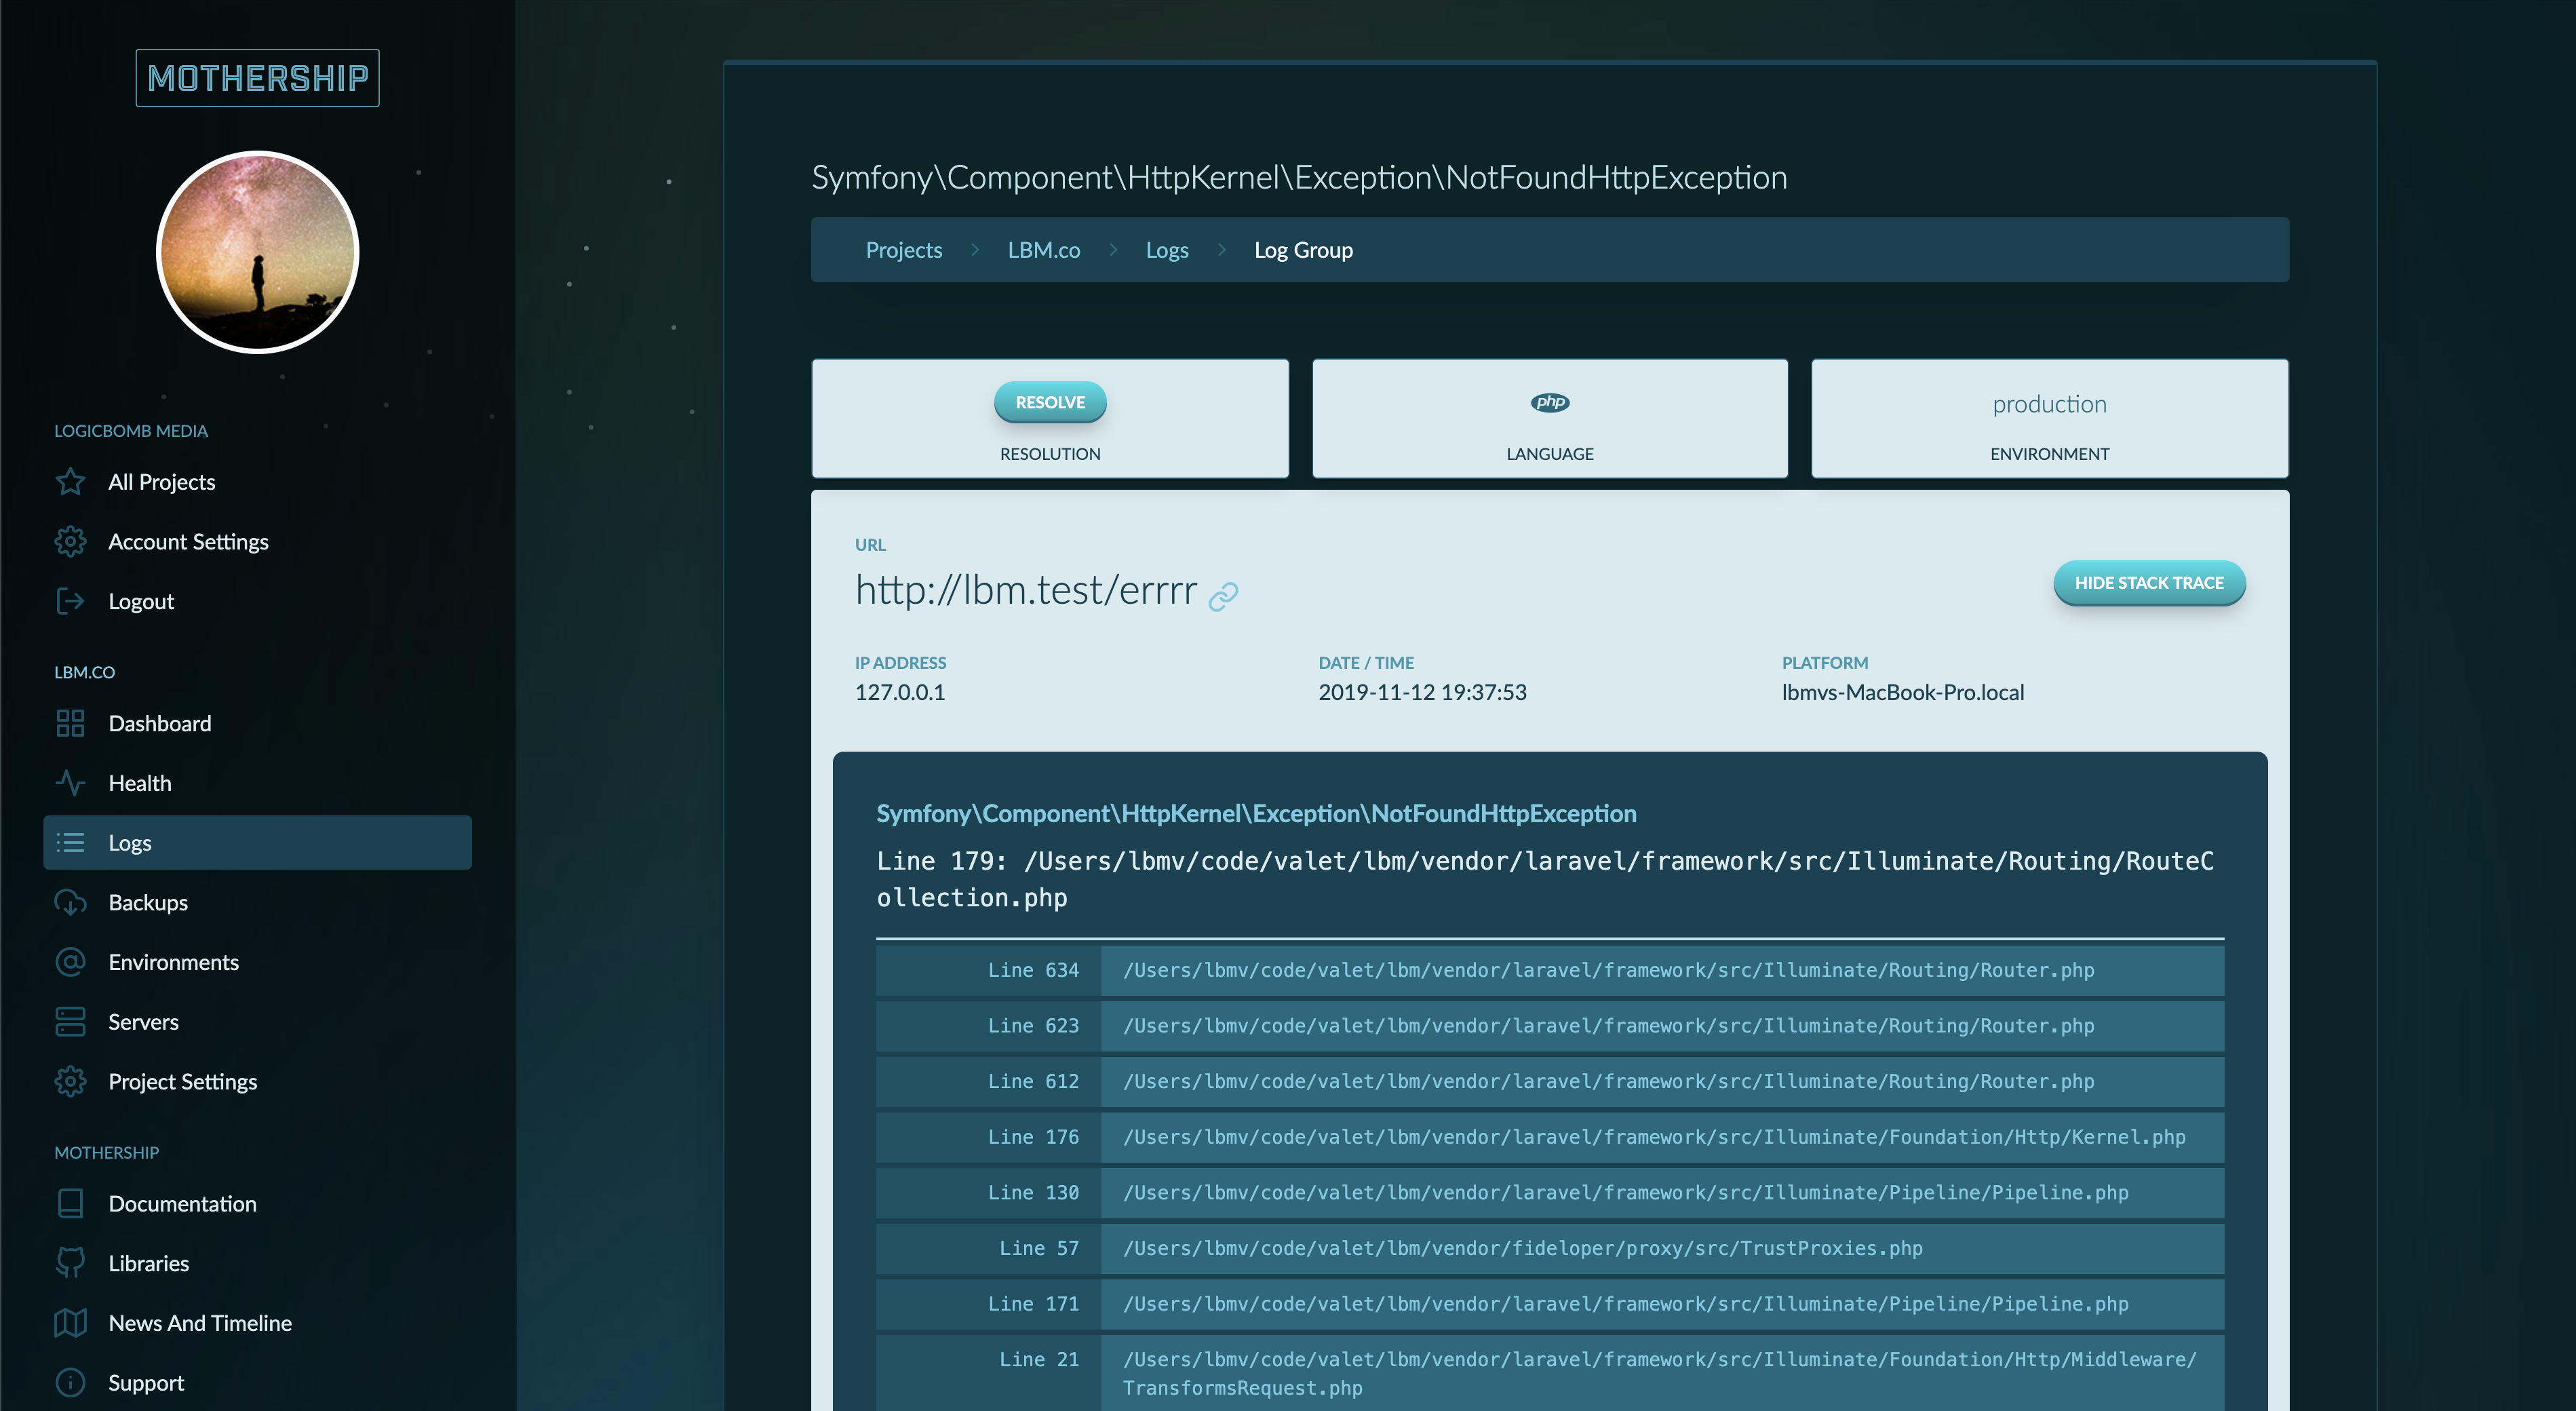 MOTHERSHIP
LOGICBOMB MEDIA
All Projects
Account Settings
Logout
LBM.CO
Dashboard
Health
Logs
Backups
Environments
Servers
Project Settings
MOTHERSHIP
Documentation
Libraries
News And Timeline
Support
Symfony\Component\HttpKernel\Exception\NotFoundHttpException
Projects > LBM.co > Logs > Log Group
RESOLVE
RESOLUTION
php
LANGUAGE
production
ENVIRONMENT
URL
http://lbm.test/errrr
HIDE STACK TRACE
IP ADDRESS
127.0.0.1
DATE / TIME
2019-11-12 19:37:53
PLATFORM
lbmvs-MacBook-Pro.local
Symfony\Component\HttpKernel\Exception\NotFoundHttpException
Line 179: /Users/lbmv/code/valet/lbm/vendor/laravel/framework/src/Illuminate/Routing/RouteC
ollection.php
Line 634 /Users/lbmv/code/valet/lbm/vendor/laravel/framework/src/Illuminate/Routing/Router.php
Line 623 /Users/lbmv/code/valet/lbm/vendor/laravel/framework/src/Illuminate/Routing/Router.php
Line 612 /Users/lbmv/code/valet/lbm/vendor/laravel/framework/src/Illuminate/Routing/Router.php
Line 176 /Users/lbmv/code/valet/lbm/vendor/laravel/framework/src/Illuminate/Foundation/Http/Kernel.php
Line 130 /Users/lbmv/code/valet/lbm/vendor/laravel/framework/src/Illuminate/Pipeline/Pipeline.php
Line 57 /Users/lbmv/code/valet/lbm/vendor/fideloper/proxy/src/TrustProxies.php
Line 171 /Users/lbmv/code/valet/lbm/vendor/laravel/framework/src/Illuminate/Pipeline/Pipeline.php
Line 21 /Users/lbmv/code/valet/lbm/vendor/laravel/framework/src/Illuminate/Foundation/Http/Middleware/
TransformsRequest.php